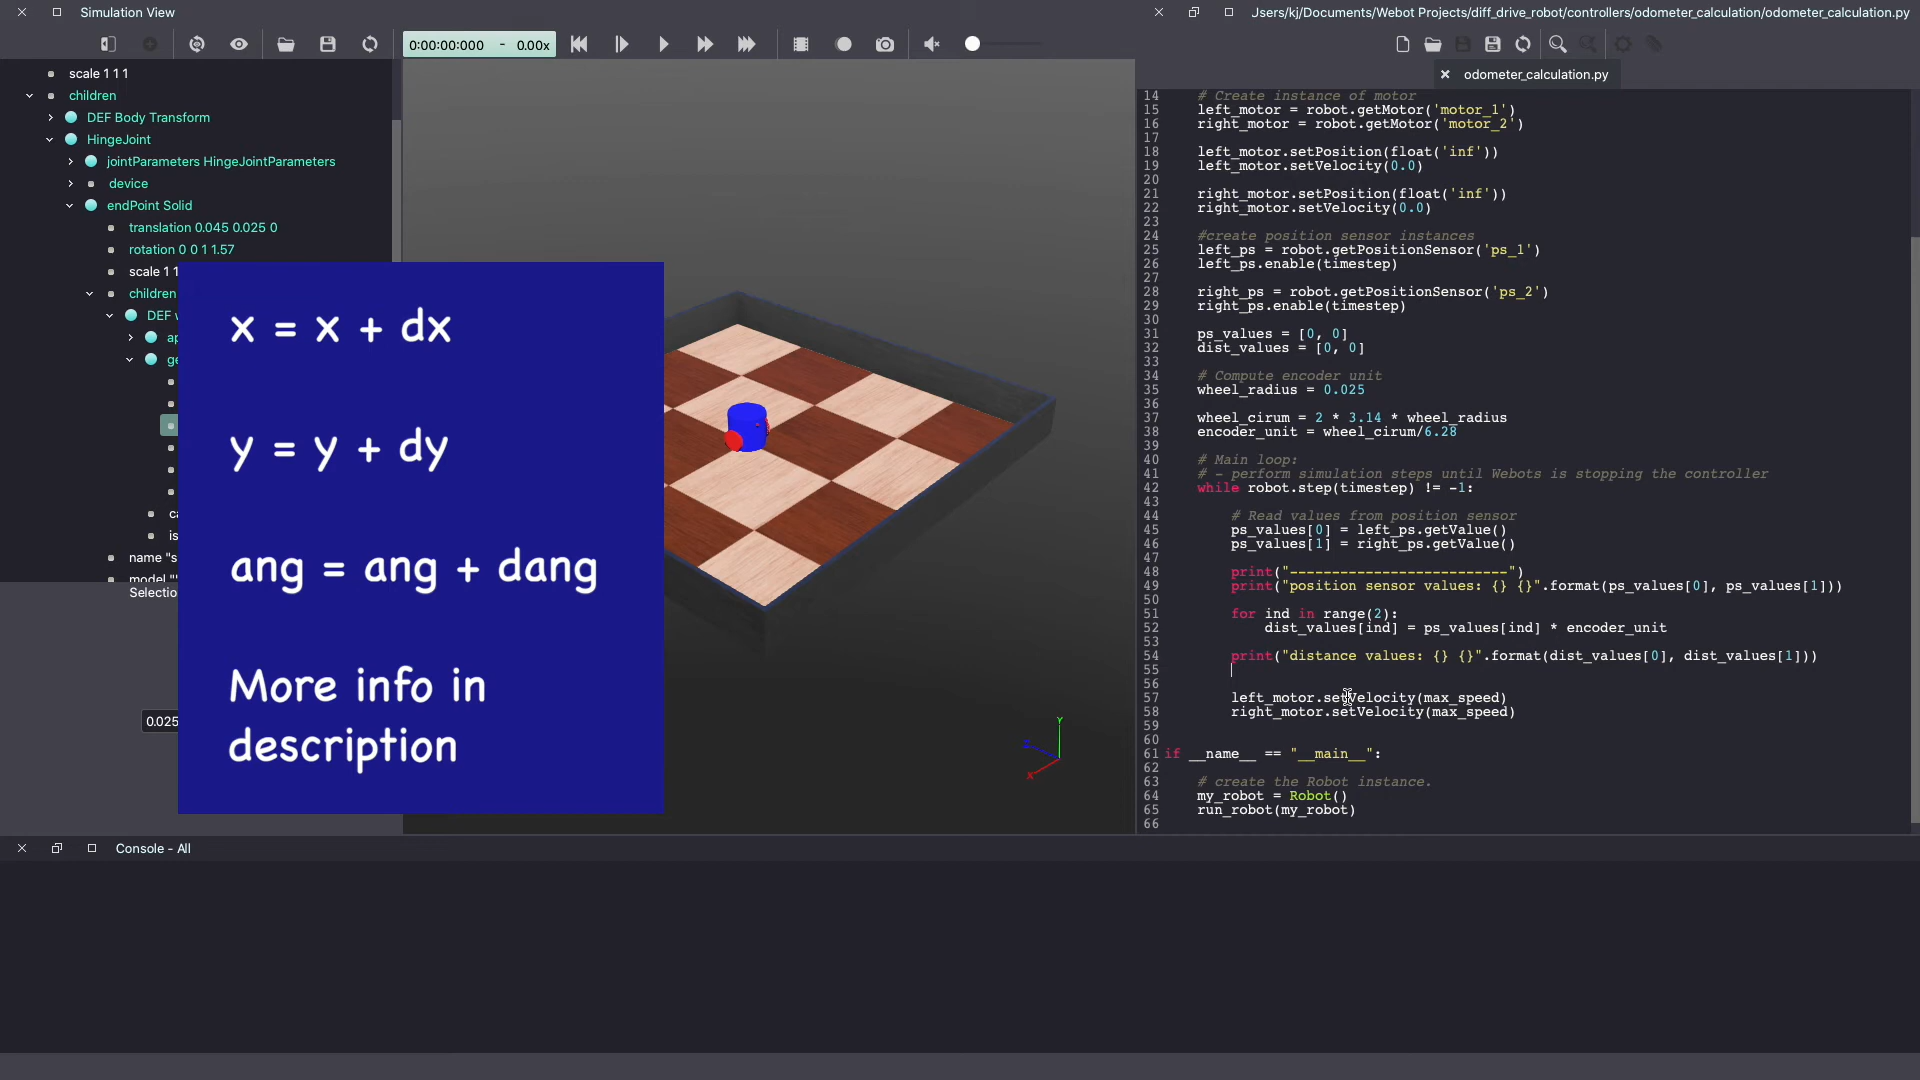 Simulation View
Jsers/kj/Documents/Webot Projects/diff_drive_robot/controllers/odometer_calculation/odometer_calculation.py
0:00:00:000 - 0.00x
odometer_calculation.py
scale 1 1 1
children
DEF Body Transform
HingeJoint
jointParameters HingeJointParameters
device
endPoint Solid
translation 0.045 0.025 0
rotation 0 0 1 1.57
scale 1 1
children
DEF
ap
ge
ca
is
name "s
model ""
Selectio
0.025
x = x + dx
y = y + dy
ang = ang + dang
More info in
description
Y
Z
X
14 # Create instance of motor
15 left_motor = robot.getMotor('motor_1')
16 right_motor = robot.getMotor('motor_2')
17
18 left_motor.setPosition(float('inf'))
19 left_motor.setVelocity(0.0)
20
21 right_motor.setPosition(float('inf'))
22 right_motor.setVelocity(0.0)
23
24 #create position sensor instances
25 left_ps = robot.getPositionSensor('ps_1')
26 left_ps.enable(timestep)
27
28 right_ps = robot.getPositionSensor('ps_2')
29 right_ps.enable(timestep)
30
31 ps_values = [0, 0]
32 dist_values = [0, 0]
33
34 # Compute encoder unit
35 wheel_radius = 0.025
36
37 wheel_cirum = 2 * 3.14 * wheel_radius
38 encoder_unit = wheel_cirum/6.28
39
40 # Main loop:
41 # - perform simulation steps until Webots is stopping the controller
42 while robot.step(timestep) != -1:
43
44 # Read values from position sensor
45 ps_values[0] = left_ps.getValue()
46 ps_values[1] = right_ps.getValue()
47
48 print("--------------------------")
49 print("position sensor values: {} {}".format(ps_values[0], ps_values[1]))
50
51 for ind in range(2):
52 dist_values[ind] = ps_values[ind] * encoder_unit
53
54 print("distance values: {} {}".format(dist_values[0], dist_values[1]))
55
56
57 left_motor.setVelocity(max_speed)
58 right_motor.setVelocity(max_speed)
59
60
61 if __name__ == "__main__":
62
63 # create the Robot instance.
64 my_robot = Robot()
65 run_robot(my_robot)
66
Console - All